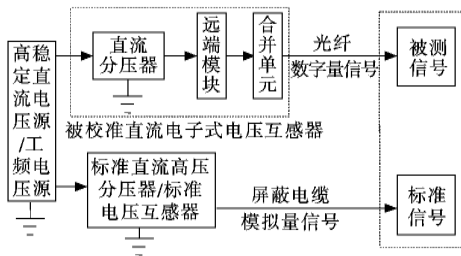 高稳
定直
流电
压源
/工
频电
压源
直流
分压器
远端模块
合并单元
光纤
数字量信号
被测
信号
被校准直流电子式电压互感器
标准直流高压
分压器/标准
电压互感器
屏蔽电缆
模拟量信号
标准
信号